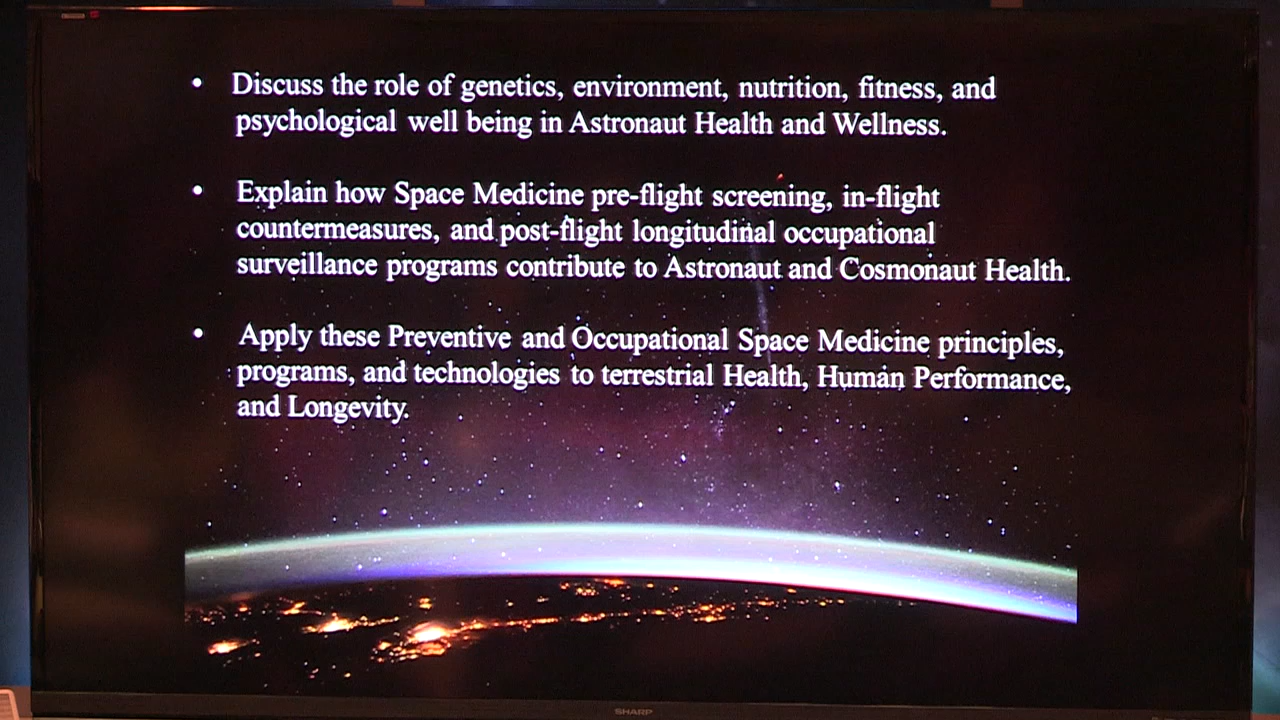 • Discuss the role of genetics, environment, nutrition, fitness, and
psychological well being in Astronaut Health and Wellness.
• Explain how Space Medicine pre-flight screening, in-flight
countermeasures, and post-flight longitudinal occupational
surveillance programs contribute to Astronaut and Cosmonaut Health.
• Apply these Preventive and Occupational Space Medicine principles,
programs, and technologies to terrestrial Health, Human Performance,
and Longevity.
SHARP